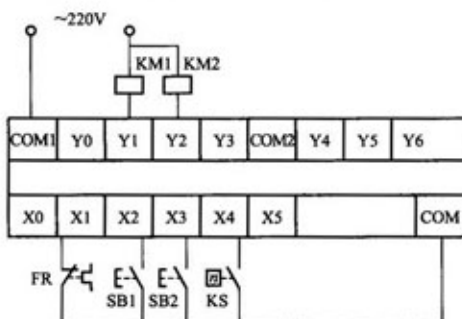 ~220V
KM1 KM2
COM1 Y0 Y1 Y2 Y3 COM2 Y4 Y5 Y6
X0 X1 X2 X3 X4 X5 COM
FR SB1 SB2 n KS